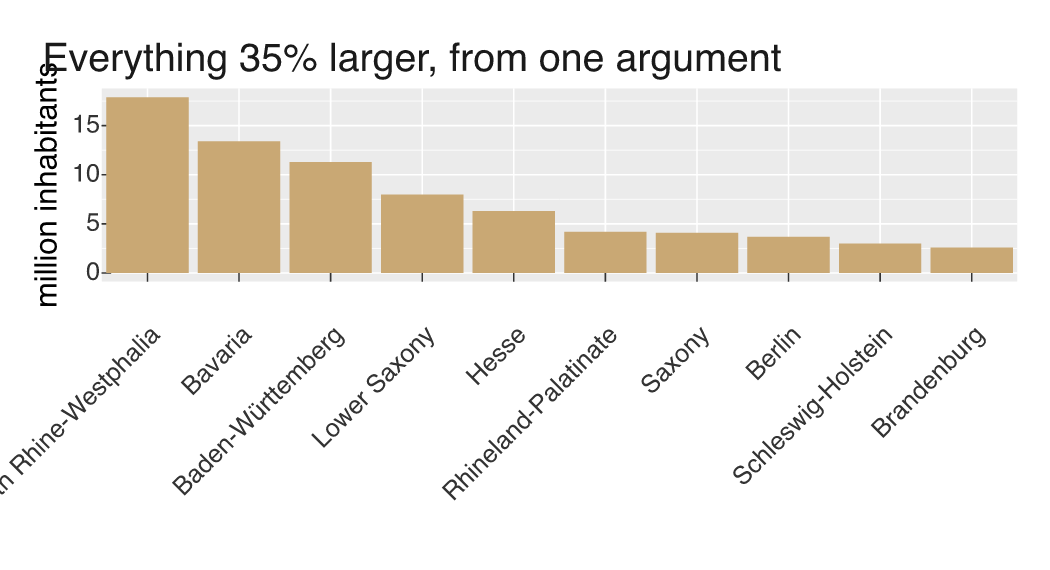 Everything 35% larger, from one argument
million inhabitants
15
10
5
0
Rhine-Westphalia
Bavaria
Baden-Württemberg
Lower Saxony
Hesse
Rhineland-Palatinate
Saxony
Berlin
Schleswig-Holstein
Brandenburg